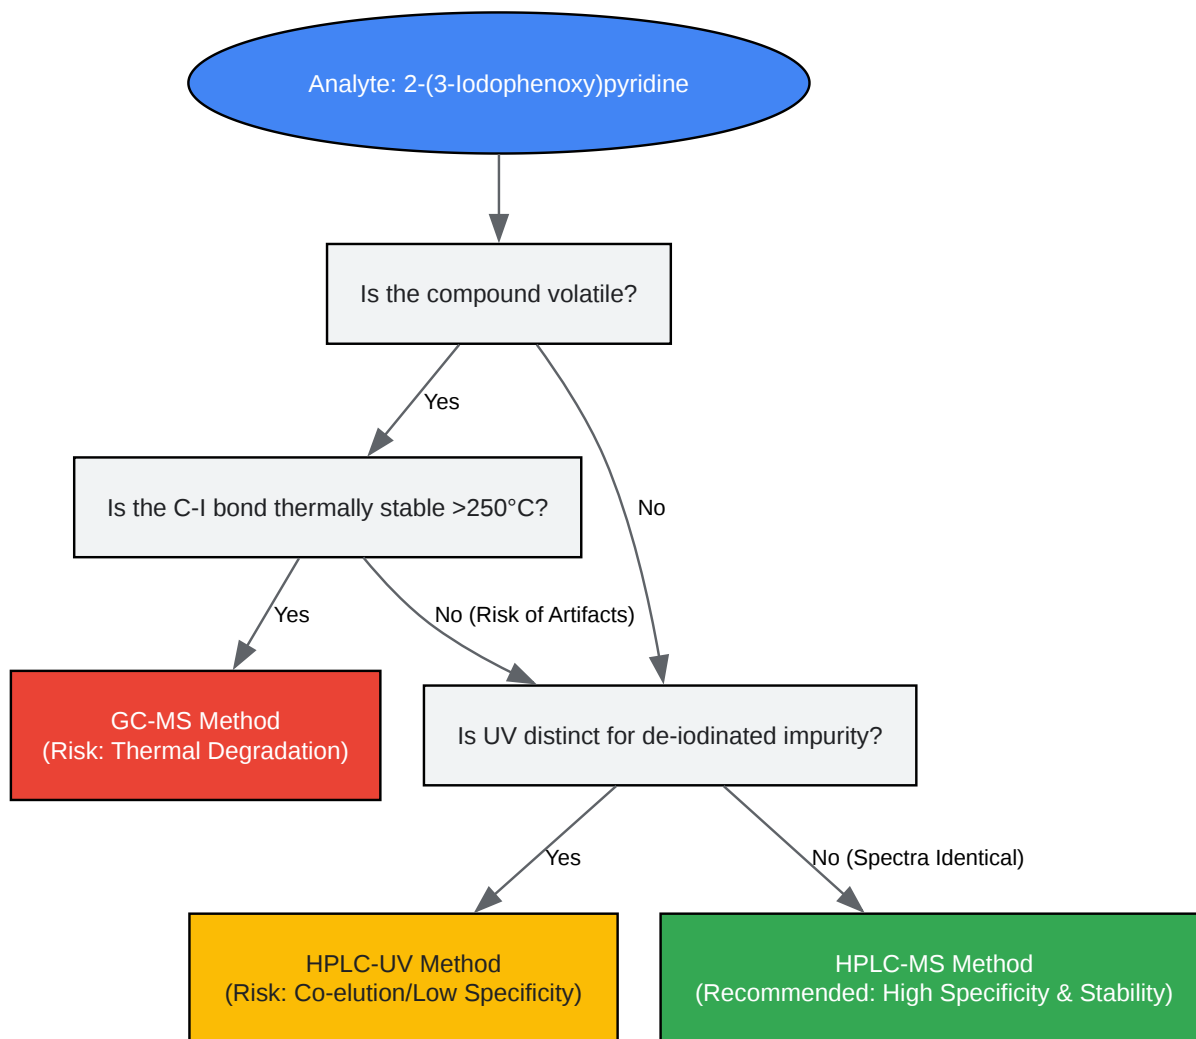 Analyte: 2-(3-Iodophenoxy)pyridine
Is the compound volatile?
Yes
Is the C-I bond thermally stable >250°C?
No
Yes
No (Risk of Artifacts)
GC-MS Method
(Risk: Thermal Degradation)
Is UV distinct for de-iodinated impurity?
Yes
No (Spectra Identical)
HPLC-UV Method
(Risk: Co-elution/Low Specificity)
HPLC-MS Method
(Recommended: High Specificity & Stability)